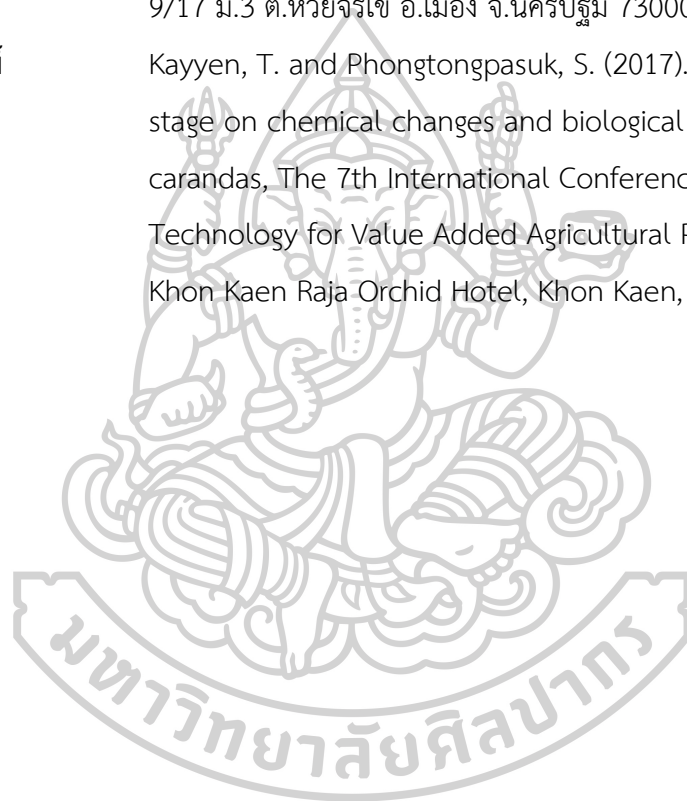 9/17 ม.3 ต.ห้วยจรเข้ อ.เมือง จ.นครปฐม 73000
Kayyen, T. and Phongtongpasuk, S. (2017).
stage on chemical changes and biological
carandas, The 7th International Conferenc
Technology for Value Added Agricultural P
Khon Kaen Raja Orchid Hotel, Khon Kaen,
มหาวิทยาลัยศิลปากร